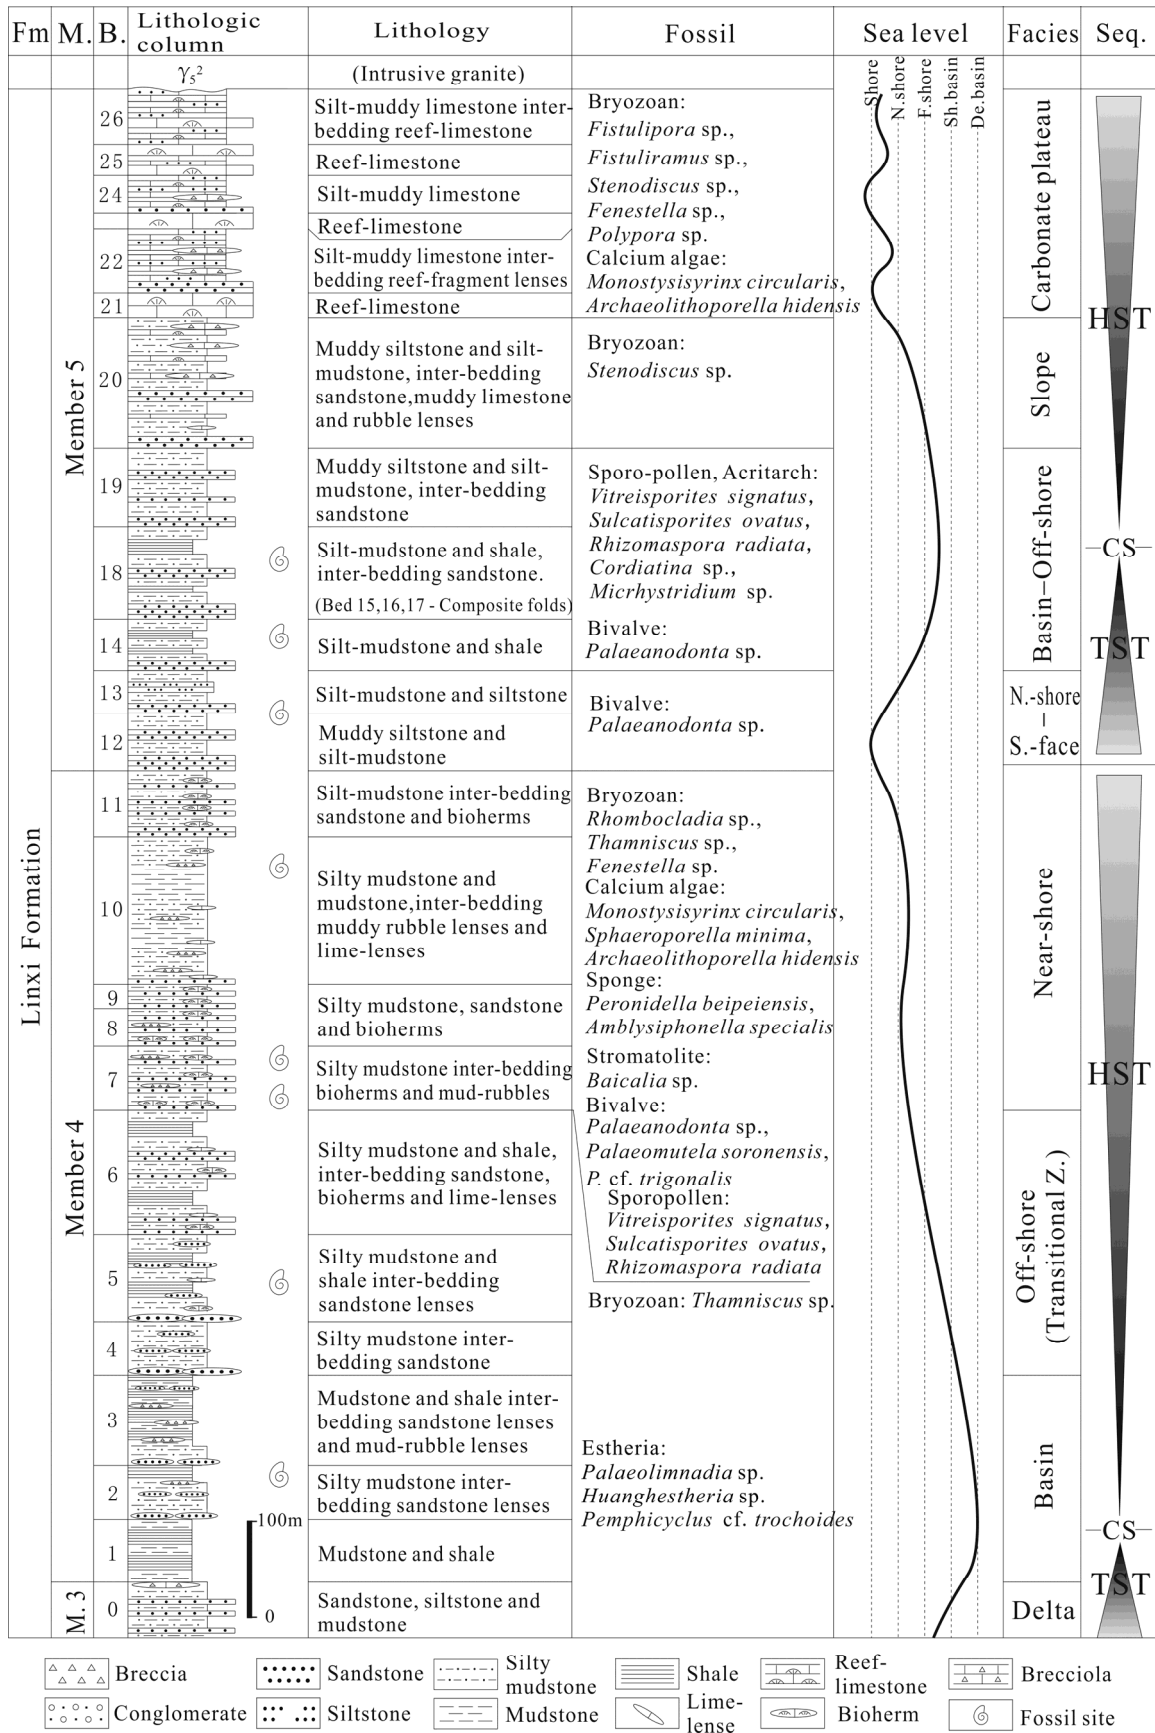 Fm M. B. Lithologic column Lithology Fossil Sea level Facies Seq.
γ₅² (Intrusive granite)
Shore N.shore F.shore Sh.basin De.basin
Linxi Formation
Member 5
Member 4
M.3
26
Silt-muddy limestone inter-
bedding reef-limestone
25
Reef-limestone
24
Silt-muddy limestone
Reef-limestone
22
Silt-muddy limestone inter-
bedding reef-fragment lenses
21
Reef-limestone
20
Muddy siltstone and silt-
mudstone, inter-bedding
sandstone,muddy limestone
and rubble lenses
19
Muddy siltstone and silt-
mudstone, inter-bedding
sandstone
18
Silt-mudstone and shale,
inter-bedding sandstone.
(Bed 15,16,17 - Composite folds)
14
Silt-mudstone and shale
13
Silt-mudstone and siltstone
12
Muddy siltstone and
silt-mudstone
11
Silt-mudstone inter-bedding
sandstone and bioherms
10
Silty mudstone and
mudstone,inter-bedding
muddy rubble lenses and
lime-lenses
9
8
Silty mudstone, sandstone
and bioherms
7
Silty mudstone inter-bedding
bioherms and mud-rubbles
6
Silty mudstone and shale,
inter-bedding sandstone,
bioherms and lime-lenses
5
Silty mudstone and
shale inter-bedding
sandstone lenses
4
Silty mudstone inter-
bedding sandstone
3
Mudstone and shale inter-
bedding sandstone lenses
and mud-rubble lenses
2
Silty mudstone inter-
bedding sandstone lenses
1
Mudstone and shale
0
Sandstone, siltstone and
mudstone
100m
0
Bryozoan:
Fistulipora sp.,
Fistuliramus sp.,
Stenodiscus sp.,
Fenestella sp.,
Polypora sp.
Calcium algae:
Monostysisyrinx circularis,
Archaeolithoporella hidensis
Bryozoan:
Stenodiscus sp.
Sporo-pollen, Acritarch:
Vitreisporites signatus,
Sulcatisporites ovatus,
Rhizomaspora radiata,
Cordiatina sp.,
Micrhystridium sp.
Bivalve:
Palaeanodonta sp.
Bivalve:
Palaeanodonta sp.
Bryozoan:
Rhombocladia sp.,
Thamniscus sp.,
Fenestella sp.
Calcium algae:
Monostysisyrinx circularis,
Sphaeroporella minima,
Archaeolithoporella hidensis
Sponge:
Peronidella beipeiensis,
Amblysiphonella specialis
Stromatolite:
Baicalia sp.
Bivalve:
Palaeanodonta sp.,
Palaeomutela soronensis,
P. cf. trigonalis
Sporopollen:
Vitreisporites signatus,
Sulcatisporites ovatus,
Rhizomaspora radiata
Bryozoan: Thamniscus sp.
Estheria:
Palaeolimnadia sp.
Huanghestheria sp.
Pemphicyclus cf. trochoides
Carbonate plateau
Slope
Basin–Off-shore
N.-shore
–
S.-face
Near-shore
Off-shore
(Transitional Z.)
Basin
Delta
HST
CS
TST
HST
CS
TST
Breccia
Sandstone
Silty
mudstone
Shale
Reef-
limestone
Brecciola
Conglomerate
Siltstone
Mudstone
Lime-
lense
Bioherm
Fossil site